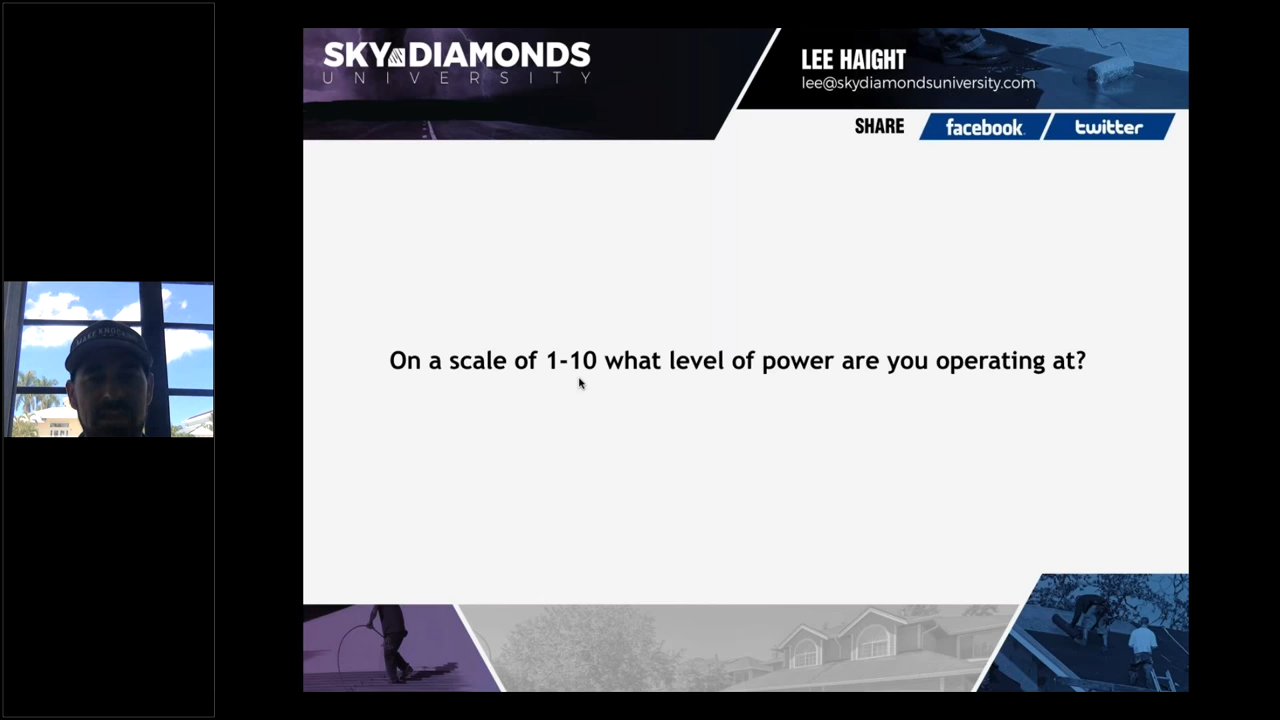 SKY DIAMONDS
UNIVERSITY
LEE HAIGHT
lee@skydiamondsuniversity.com
SHARE facebook twitter
On a scale of 1-10 what level of power are you operating at?